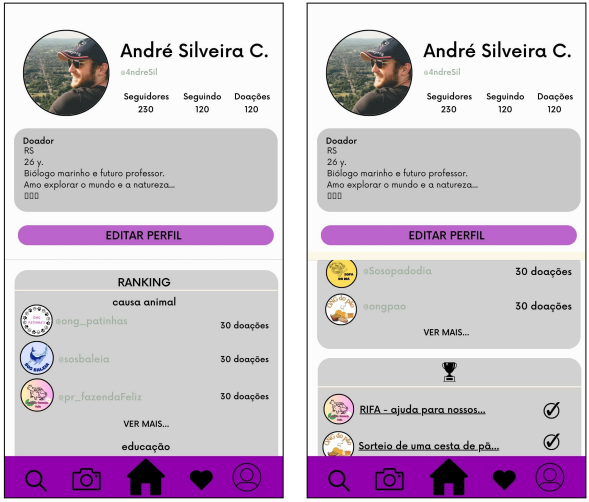 André Silveira C.
@4ndreSil
Seguidores Seguindo Doações
230 120 120
Doador
RS
26 y.
Biólogo marinho e futuro professor.
Amo explorar o mundo e a natureza...
EDITAR PERFIL
RANKING
causa animal
@ong_patinhas 30 doações
@sosbaleia 30 doações
@pr_fazendaFeliz 30 doações
VER MAIS...
educação
André Silveira C.
@4ndreSil
Seguidores Seguindo Doações
230 120 120
Doador
RS
26 y.
Biólogo marinho e futuro professor.
Amo explorar o mundo e a natureza...
EDITAR PERFIL
@Sosopadodia 30 doações
@ongpao 30 doações
VER MAIS...
RIFA - ajuda para nossos...
Sorteio de uma cesta de pã...